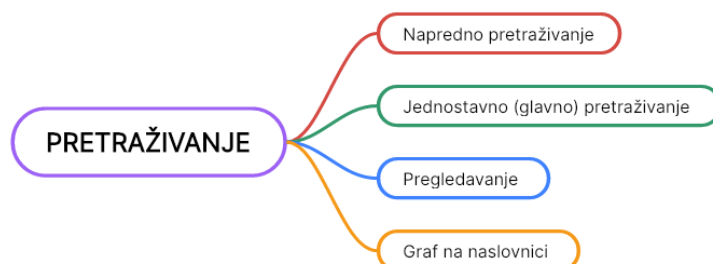 PRETRAŽIVANJE
Napredno pretraživanje
Jednostavno (glavno) pretraživanje
Pregledavanje
Graf na naslovnici